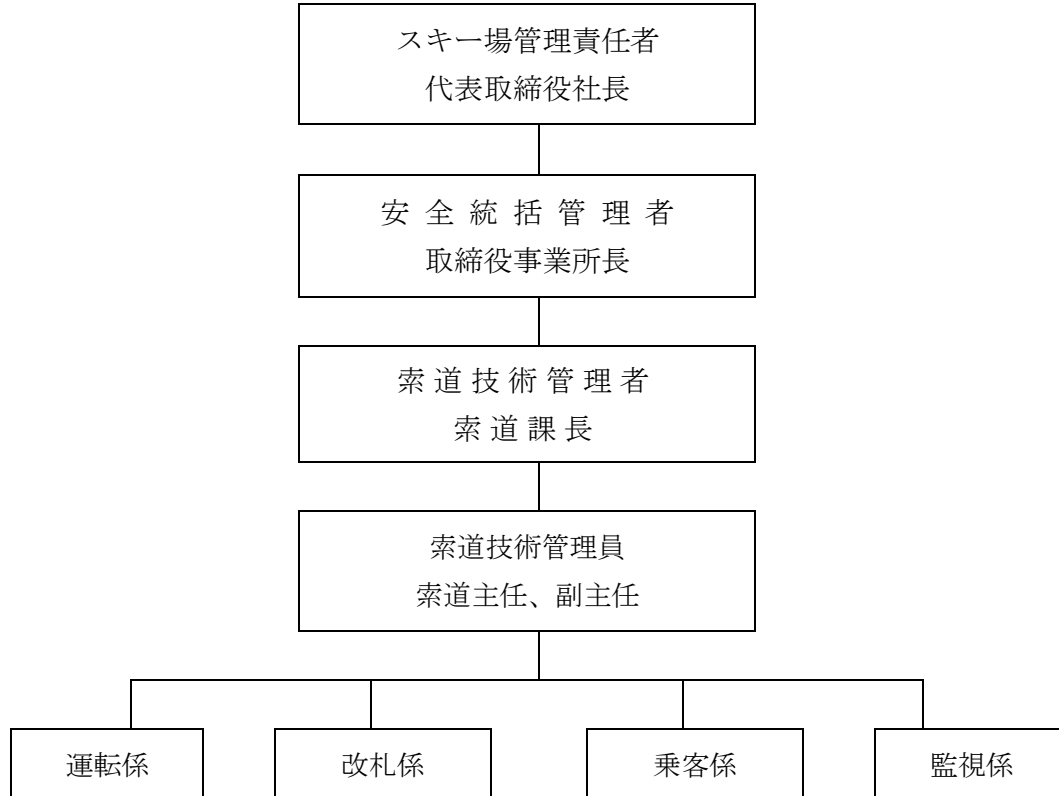 スキー場管理責任者
代表取締役社長
安全統括管理者
取締役事業所長
索道技術管理者
索道課長
索道技術管理員
索道主任、副主任
運転係
改札係
乗客係
監視係